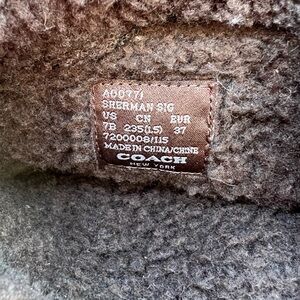 A00771
SHERMAN SIG
US CN EUR
7B 235(1.5) 37
7200008/115
MADE IN CHINA/CHINE
COACH
NEW YORK